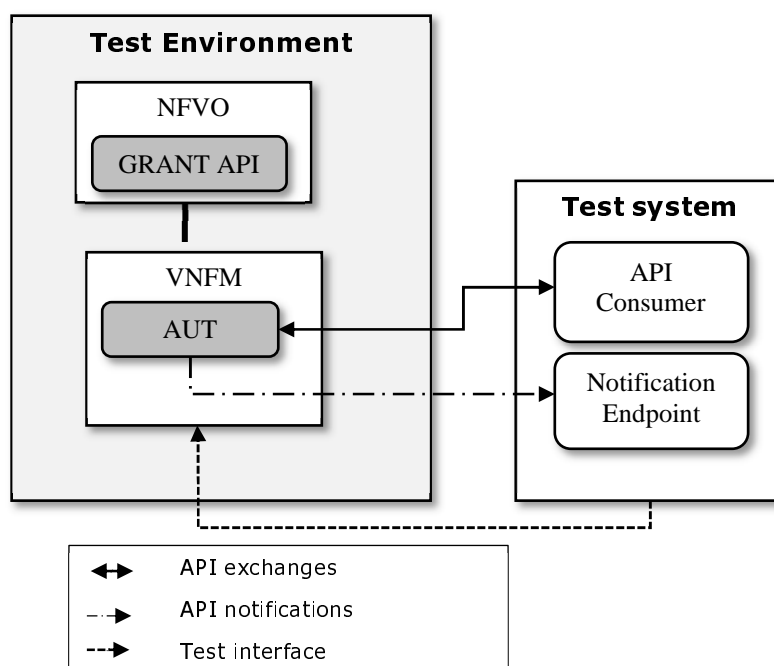 Test Environment
NFVO
GRANT API
VNFM
AUT
Test system
API
Consumer
Notification
Endpoint
API exchanges
API notifications
Test interface